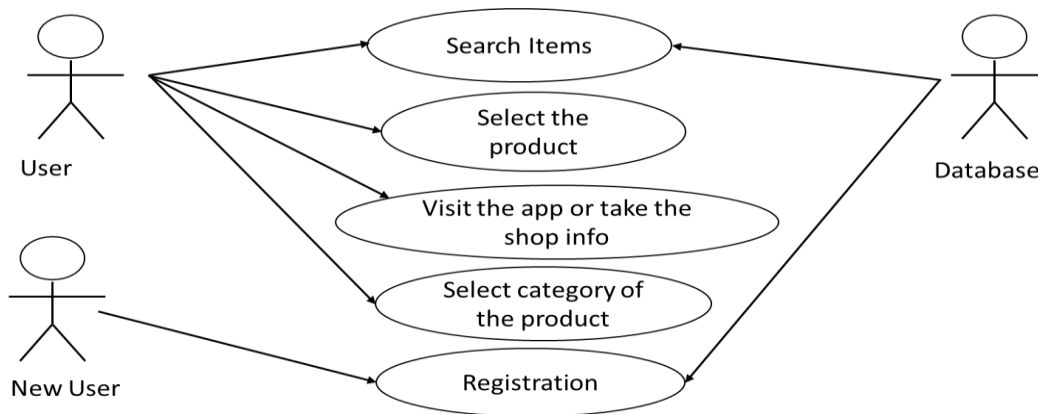 Search Items
Select the
product
User
Database
Visit the app or take the
shop info
Select category of
the product
New User
Registration